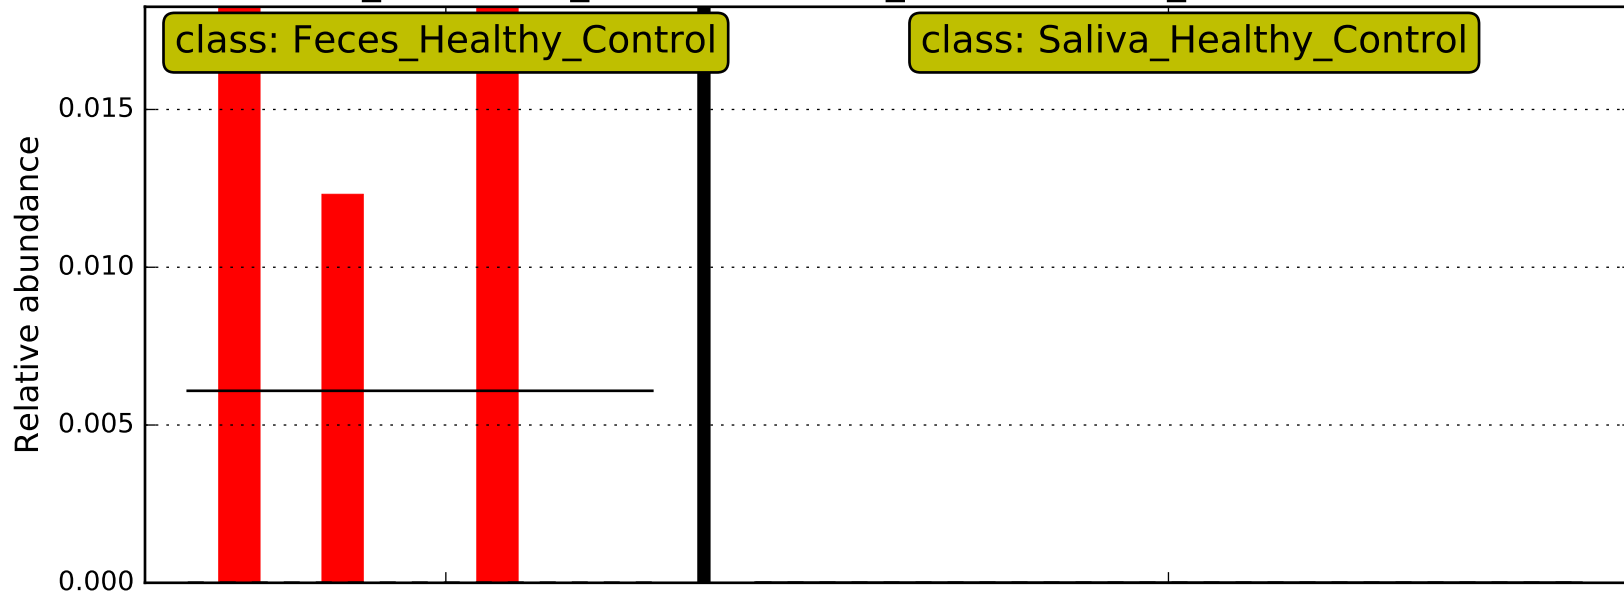 class: Feces_Healthy_Control
class: Saliva_Healthy_Control
0.015
0.010
0.005
0.000
Relative abundance